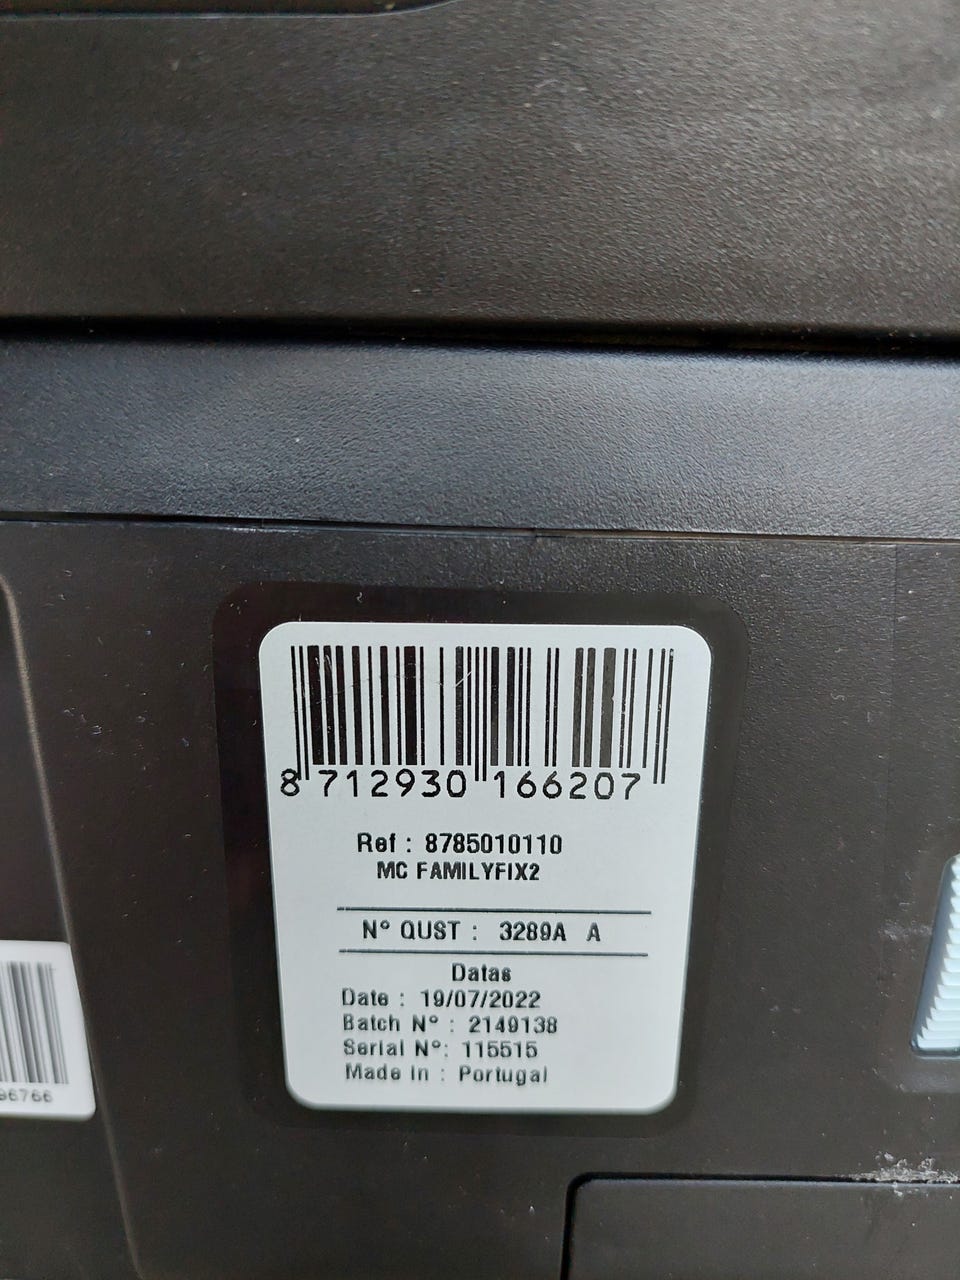 8 712930 166207
Ref : 8785010110
MC FAMILYFIX2
N° QUST : 3289A A
Datas
Date : 19/07/2022
Batch N° : 2149138
Serial N°: 115515
Made In : Portugal